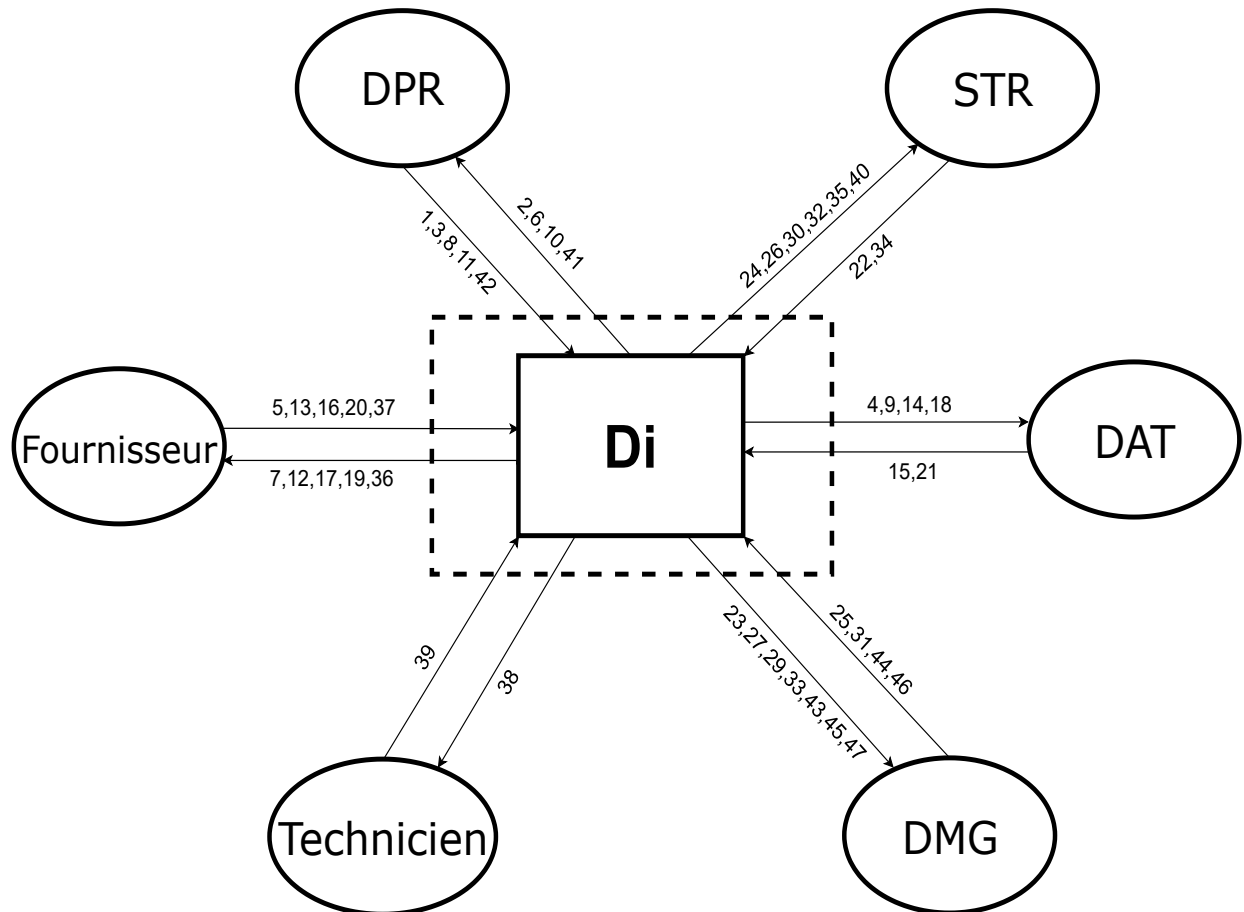 DPR
STR
2,6,10,41
1,3,8,11,42
24,26,30,32,35,40
22,34
Fournisseur
5,13,16,20,37
7,12,17,19,36
Di
4,9,14,18
15,21
DAT
39
38
23,27,29,33,43,45,47
25,31,44,46
Technicien
DMG